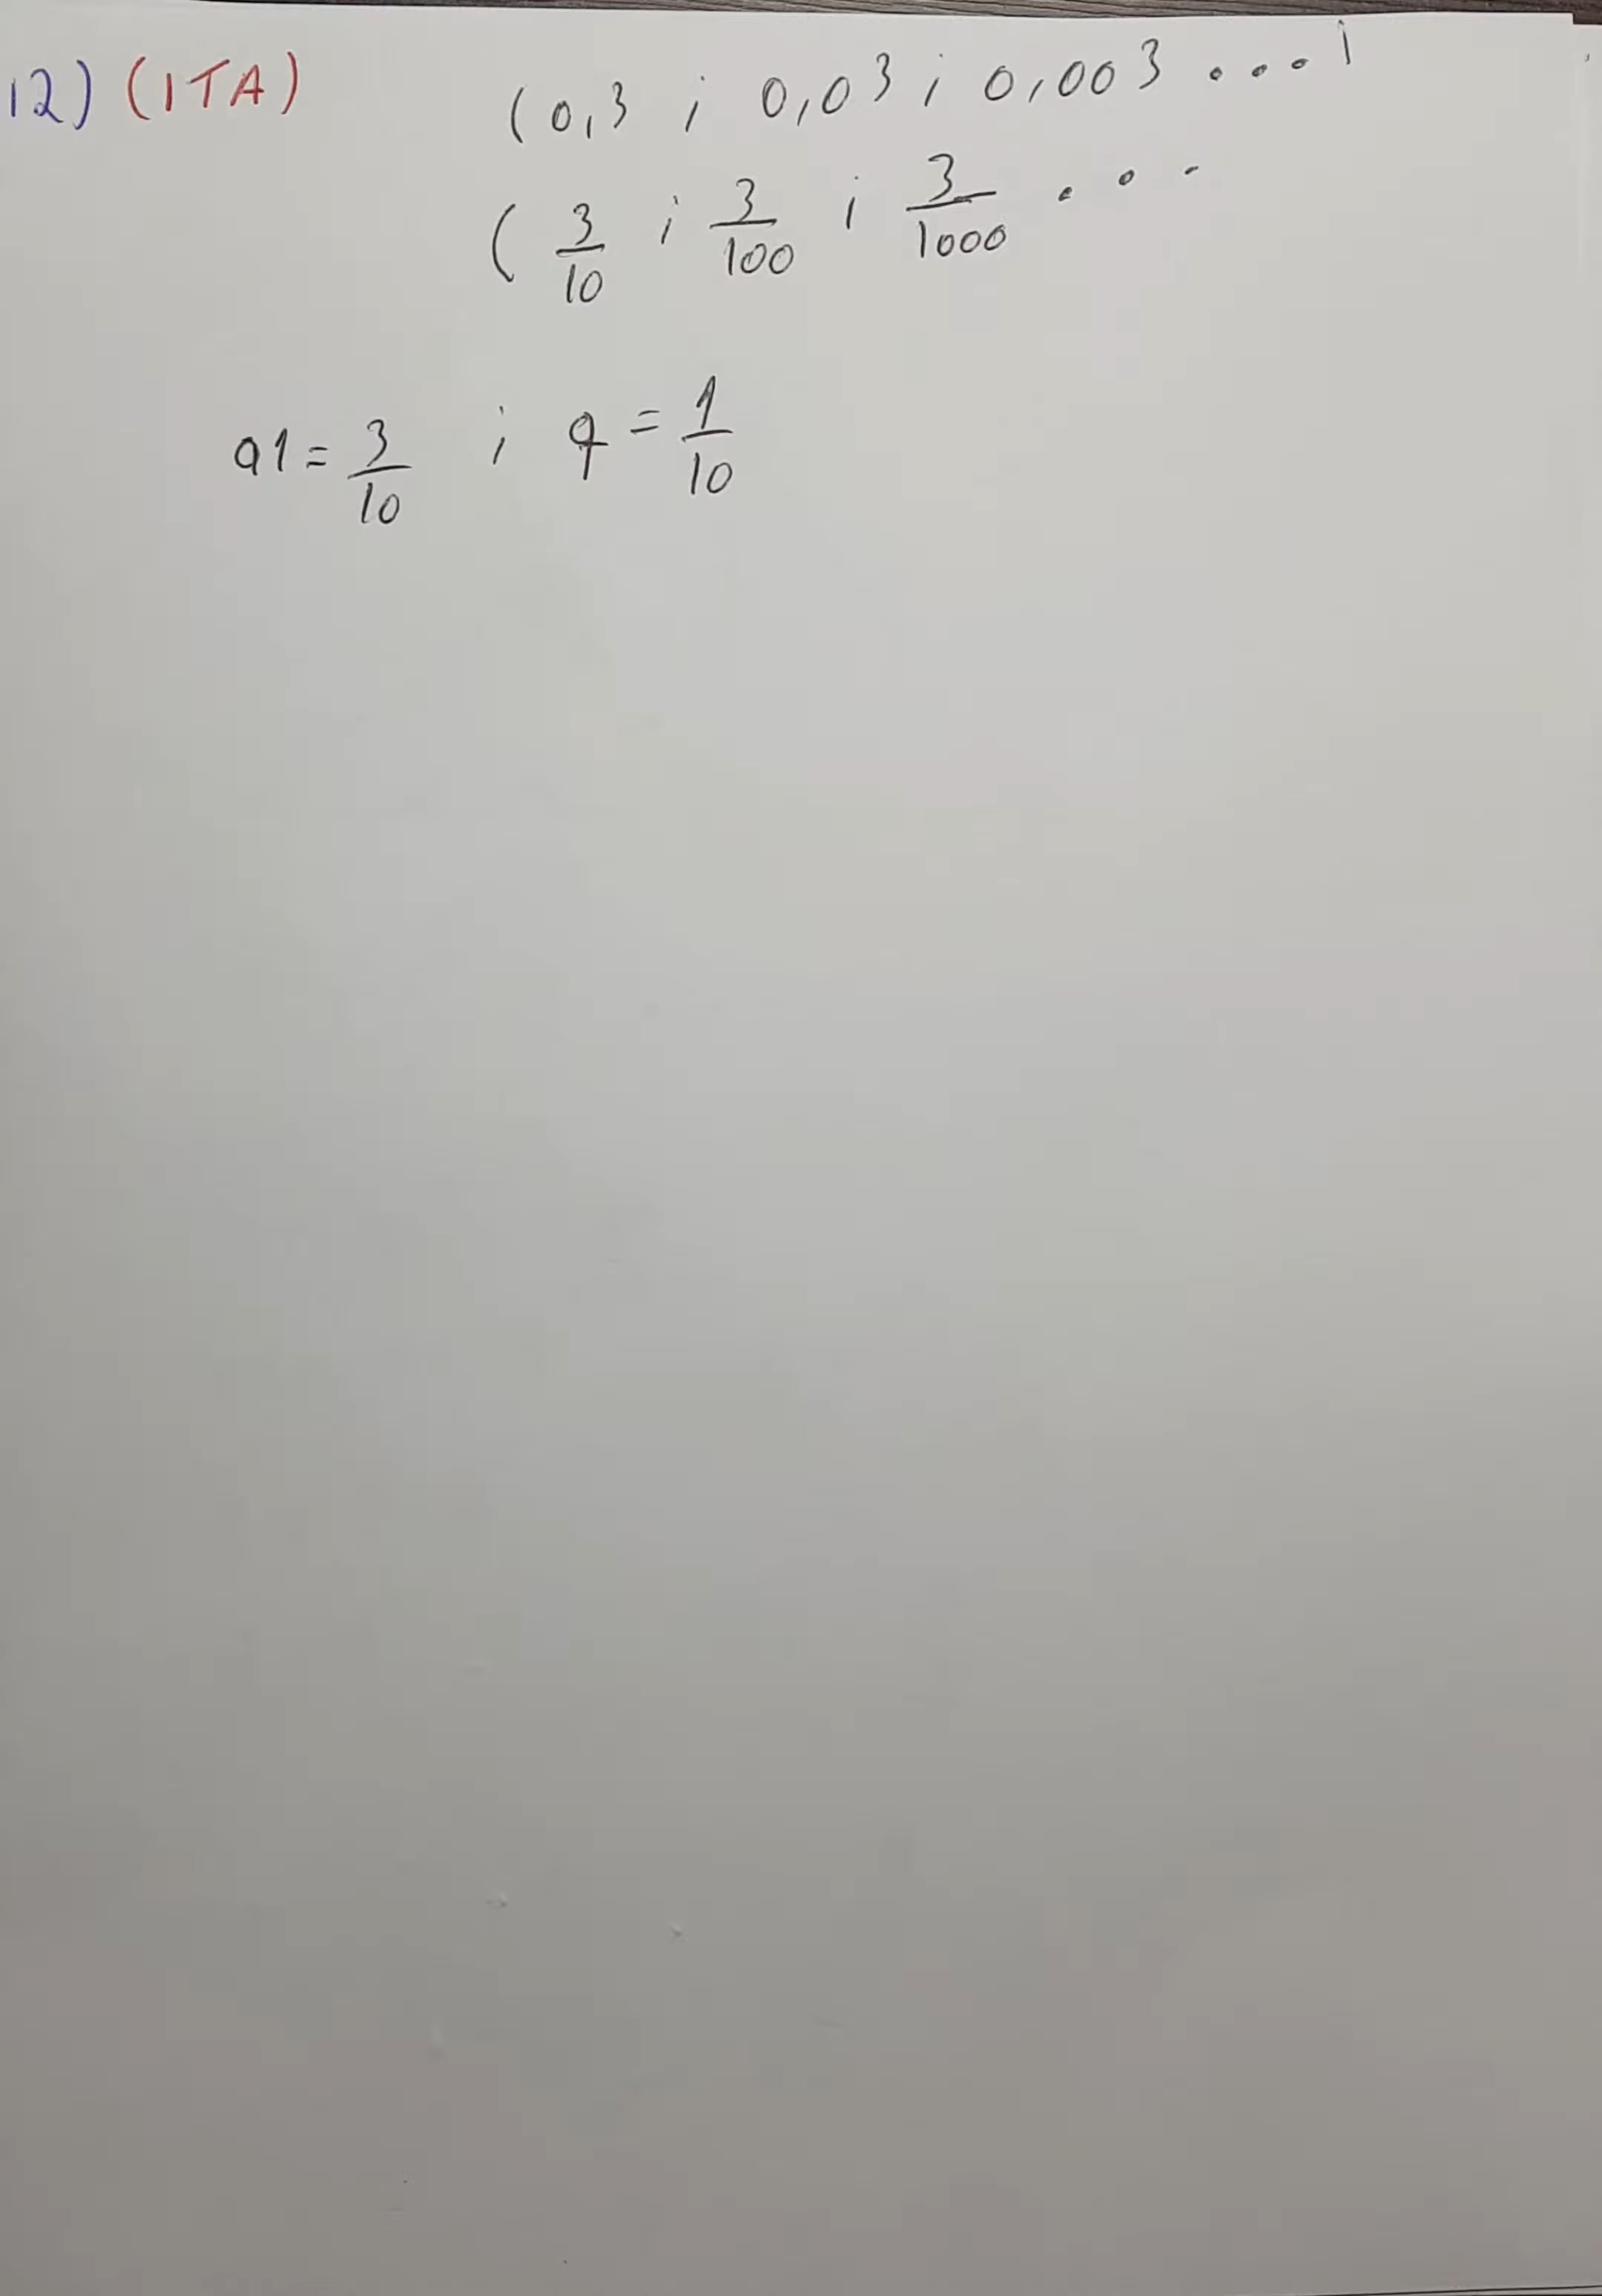 12) (ITA) (0,3 ; 0,03 ; 0,003 ....
( 3/10 ; 3/100 ; 3/1000 ...
a1 = 3/10 ; q = 1/10